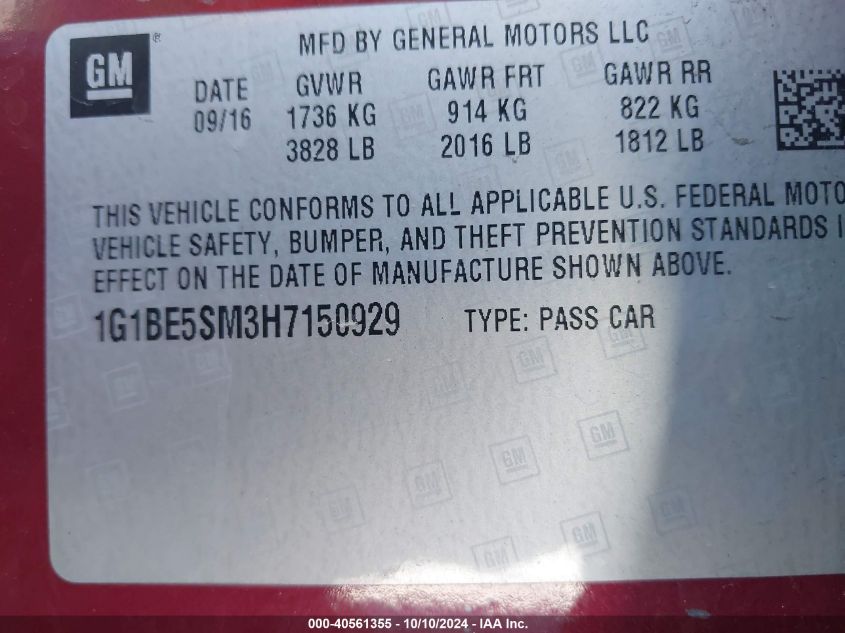 GM®
MFD BY GENERAL MOTORS LLC
DATE GVWR GAWR FRT GAWR RR
09/16 1736 KG 914 KG 822 KG
3828 LB 2016 LB 1812 LB
THIS VEHICLE CONFORMS TO ALL APPLICABLE U.S. FEDERAL MOTO
VEHICLE SAFETY, BUMPER, AND THEFT PREVENTION STANDARDS I
EFFECT ON THE DATE OF MANUFACTURE SHOWN ABOVE.
1G1BE5SM3H7150929 TYPE: PASS CAR
000-40561355 - 10/10/2024 - IAA Inc.